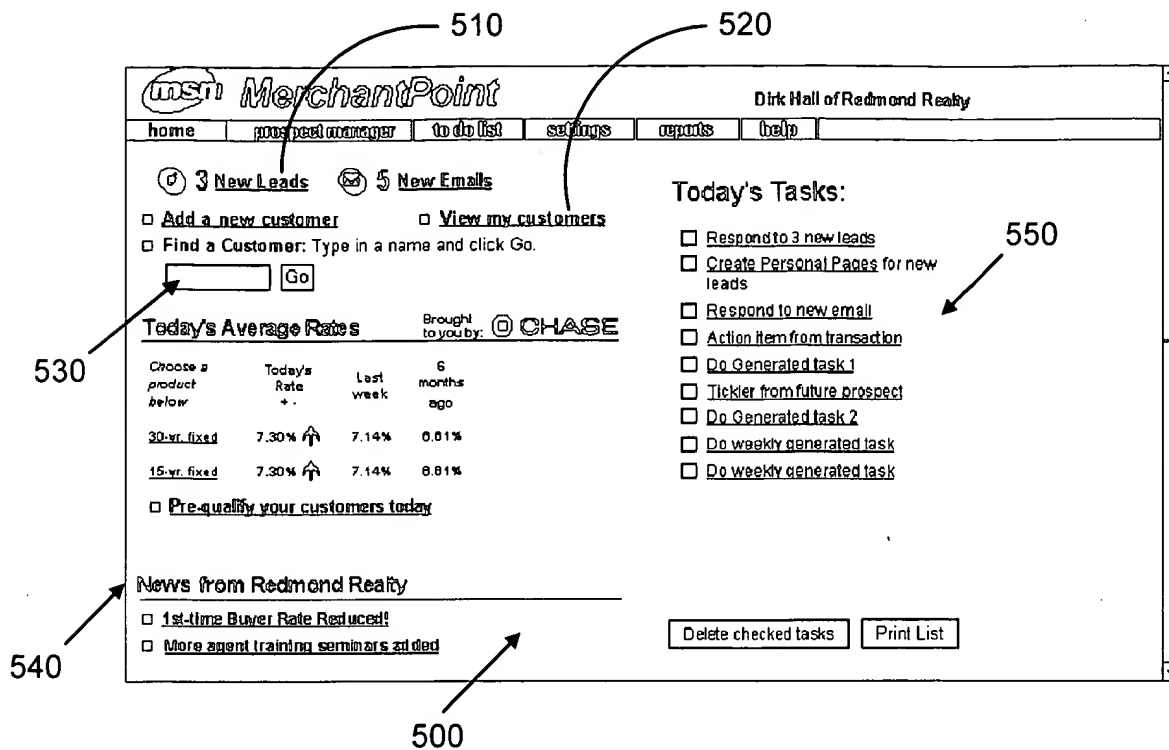 510
520
msn MerchantPoint
Dirk Hall of Redmond Realty
home prospect manager to do list settings reports help
3 New Leads 5 New Emails
Add a new customer View my customers
Find a Customer: Type in a name and click Go.
Go
530
Today's Average Rates Brought to you by: CHASE
Choose a product below Today's Rate + - Last week 6 months ago
30-yr. fixed 7.30% 7.14% 6.81%
15-yr. fixed 7.30% 7.14% 6.81%
Pre-qualify your customers today
540
News from Redmond Realty
1st-time Buyer Rate Reduced!
More agent training seminars added
500
Today's Tasks:
550
Respond to 3 new leads
Create Personal Pages for new
leads
Respond to new email
Action item from transaction
Do Generated task 1
Tickler from future prospect
Do Generated task 2
Do weekly generated task
Do weekly generated task
Delete checked tasks Print List